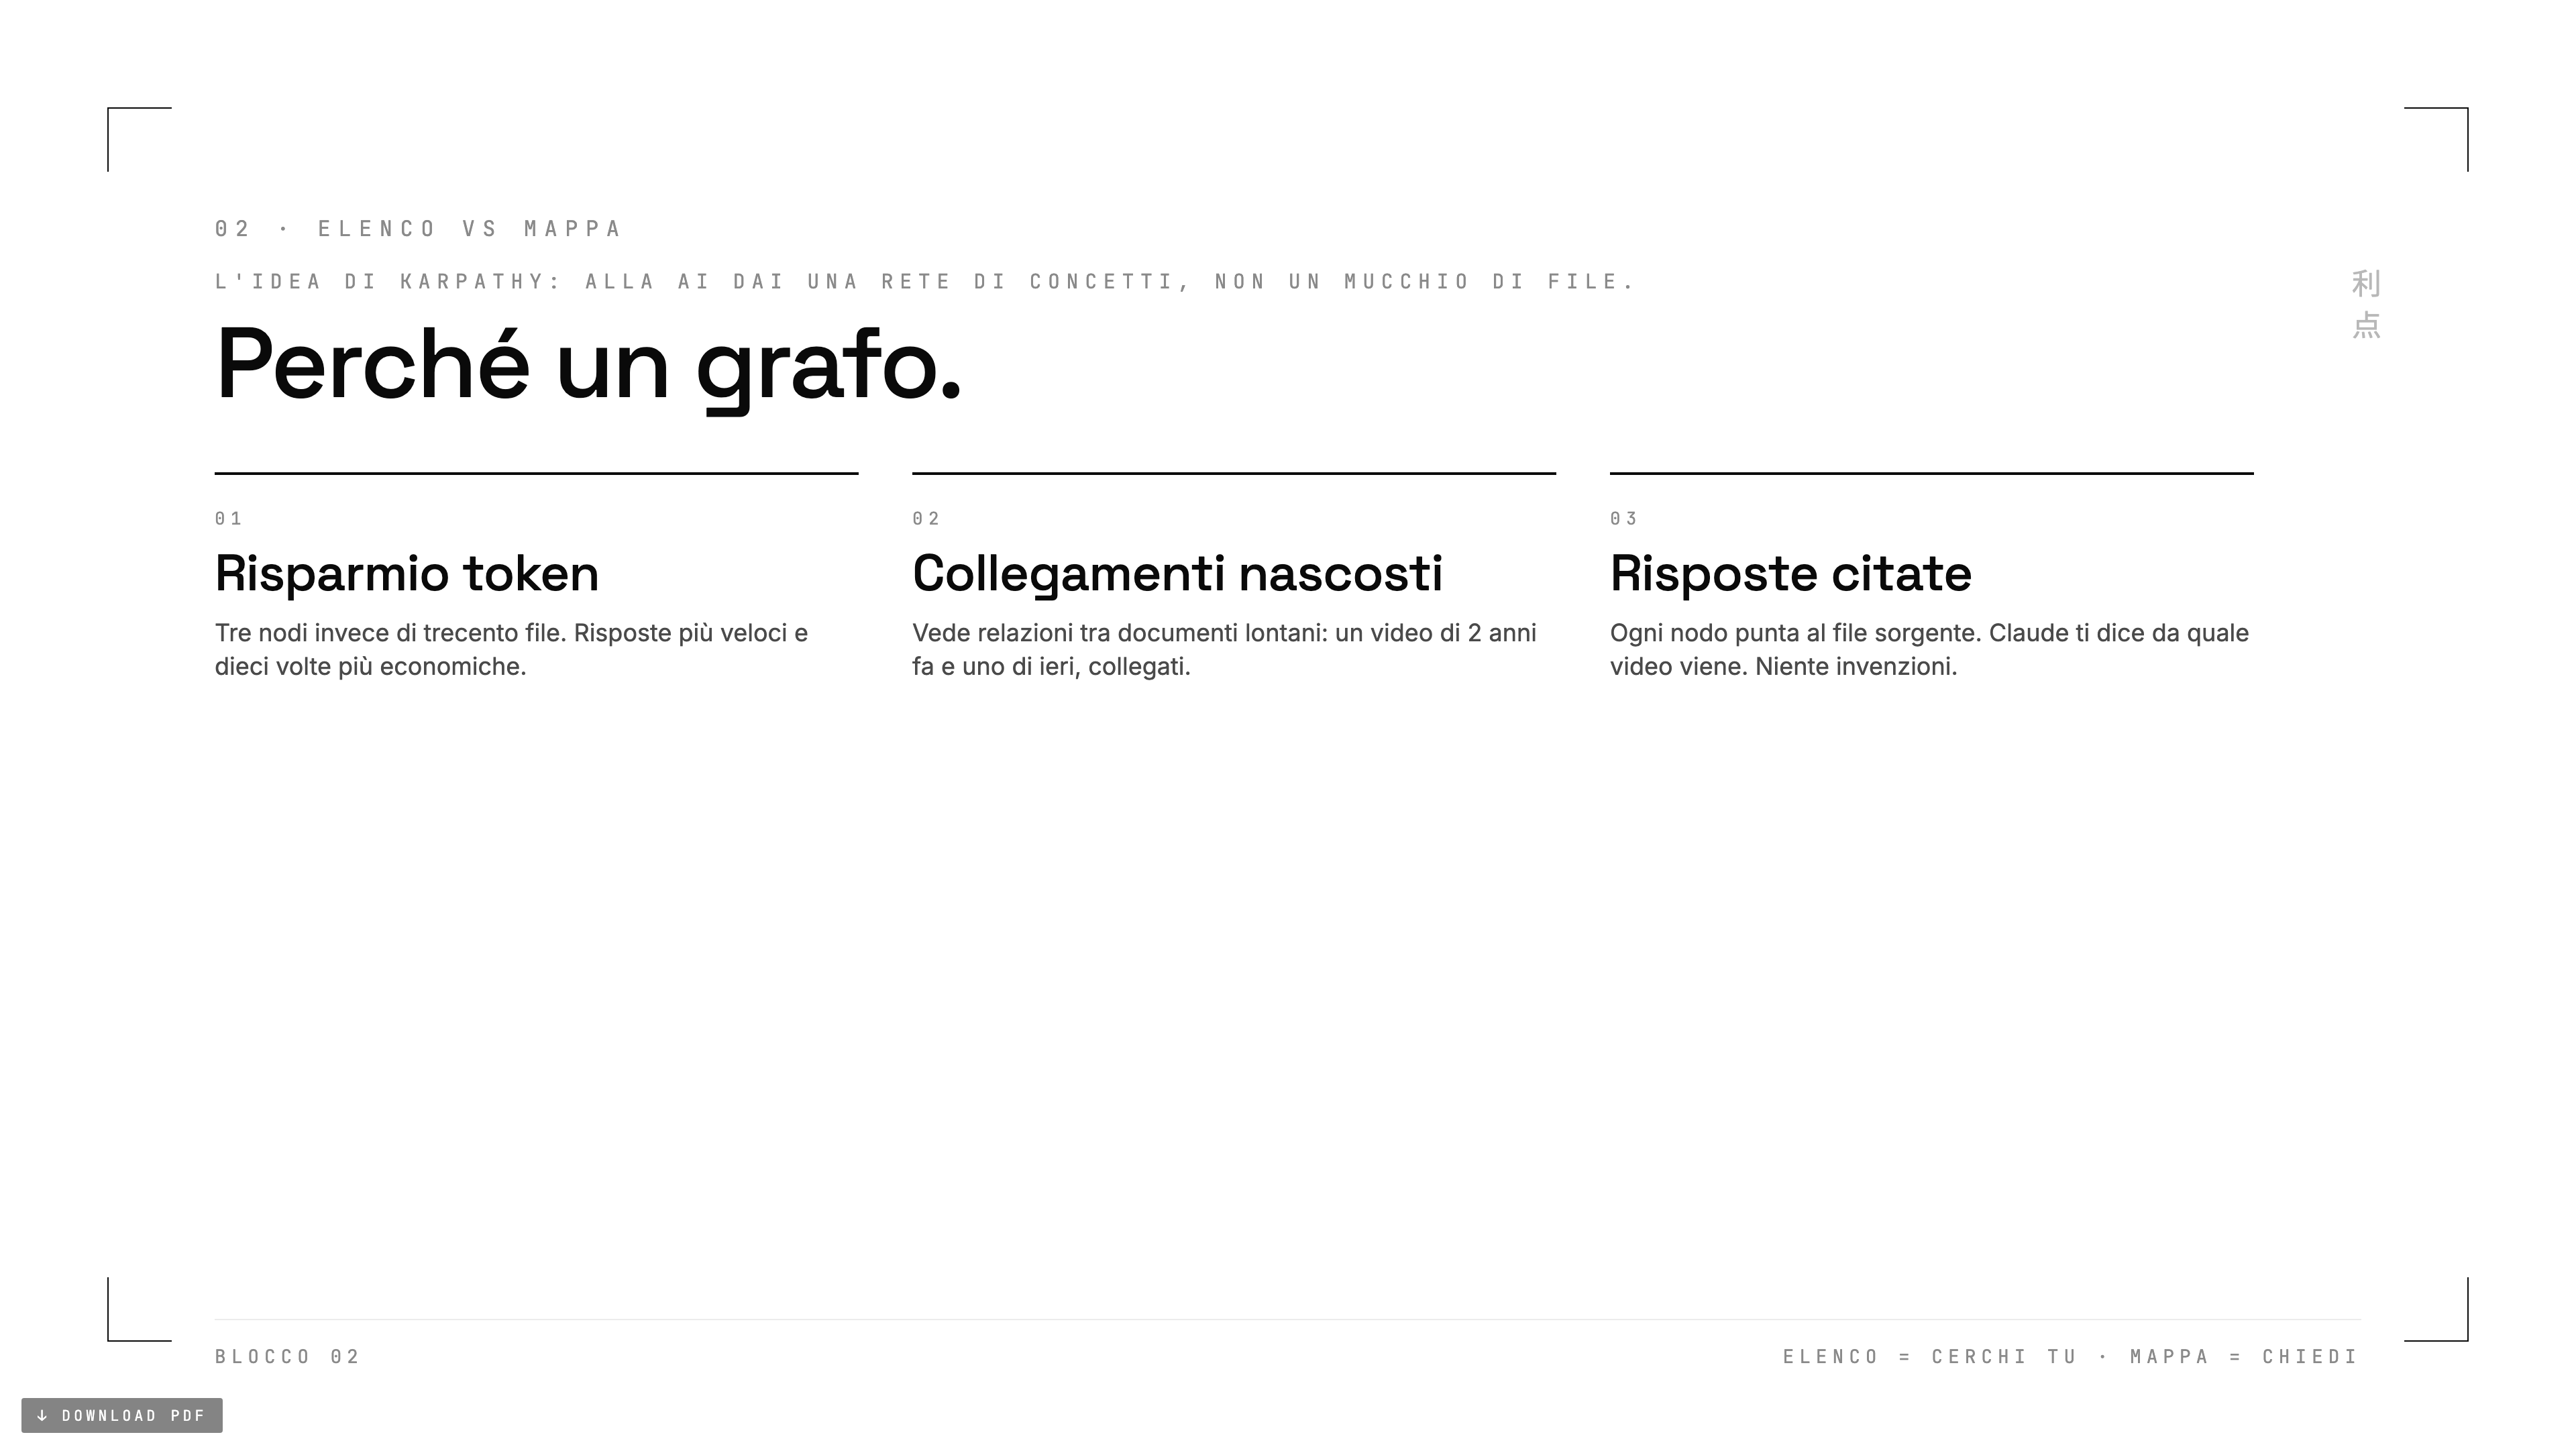 02 · ELENCO VS MAPPA
L'IDEA DI KARPATHY: ALLA AI DAI UNA RETE DI CONCETTI, NON UN MUCCHIO DI FILE.
利点
Perché un grafo.
01
Risparmio token
Tre nodi invece di trecento file. Risposte più veloci e
dieci volte più economiche.
02
Collegamenti nascosti
Vede relazioni tra documenti lontani: un video di 2 anni
fa e uno di ieri, collegati.
03
Risposte citate
Ogni nodo punta al file sorgente. Claude ti dice da quale
video viene. Niente invenzioni.
BLOCCO 02
ELENCO = CERCHI TU · MAPPA = CHIEDI
↓ DOWNLOAD PDF